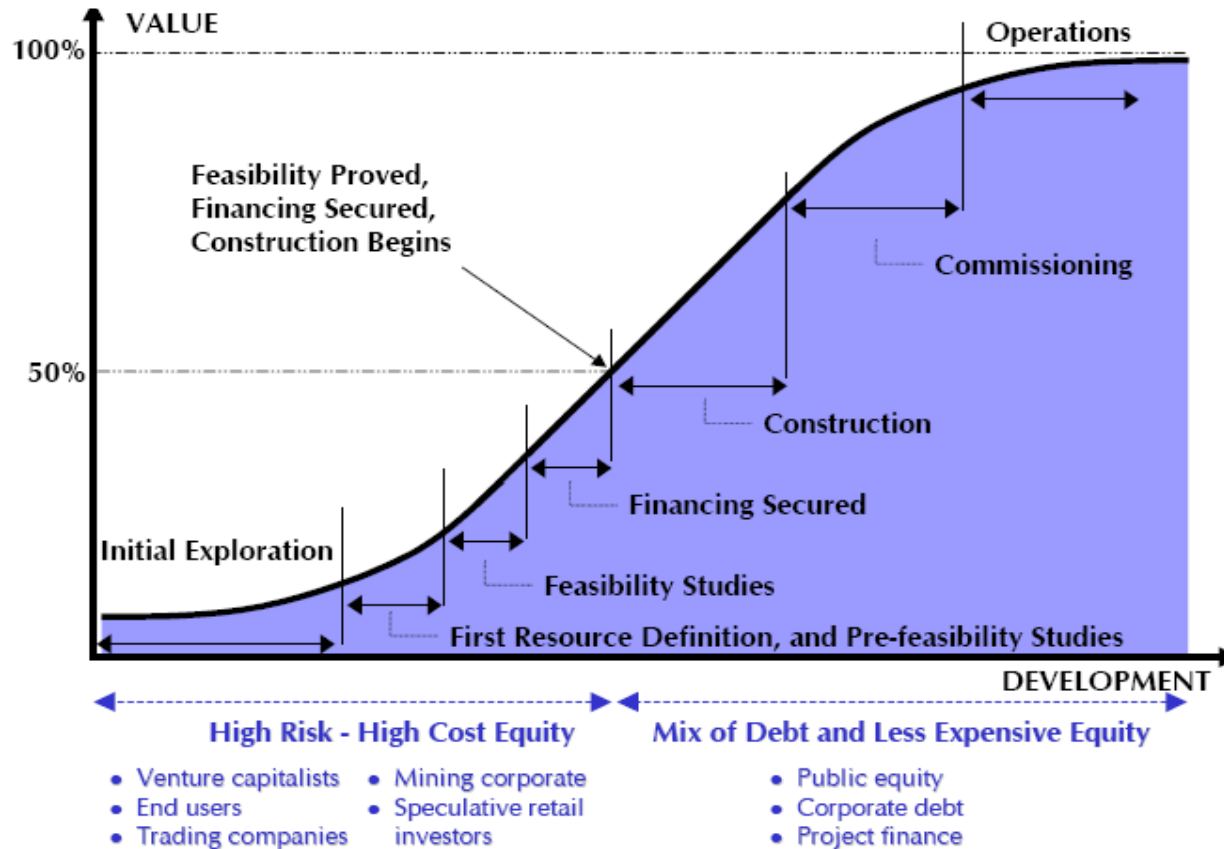 VALUE
100%
Operations
Feasibility Proved,
Financing Secured,
Construction Begins
Commissioning
50%
Construction
Financing Secured
Initial Exploration
Feasibility Studies
First Resource Definition, and Pre-feasibility Studies
DEVELOPMENT
High Risk - High Cost Equity
Mix of Debt and Less Expensive Equity
• Venture capitalists
• End users
• Trading companies
• Mining corporate
• Speculative retail
investors
• Public equity
• Corporate debt
• Project finance